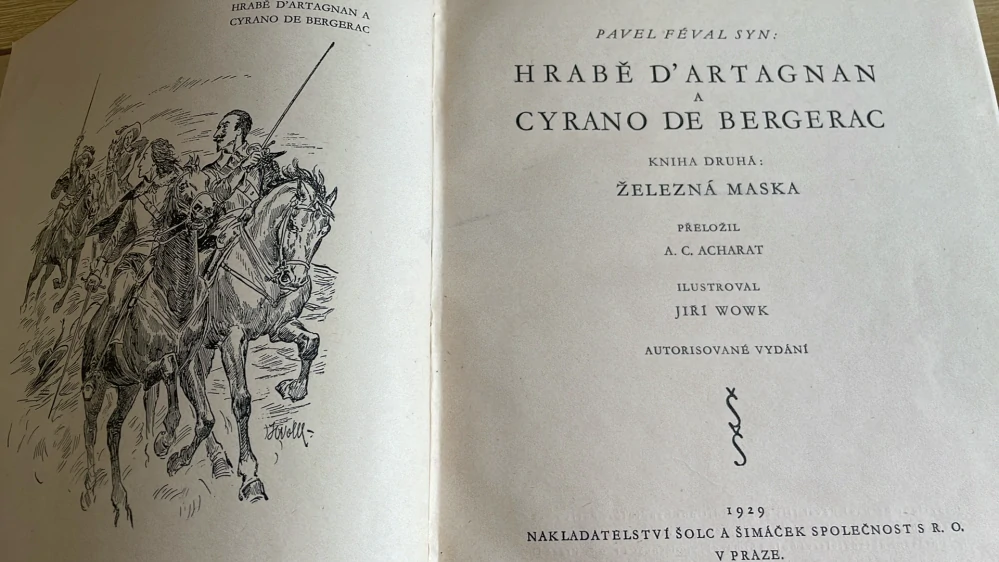 HRABĚ D'ARTAGNAN A
CYRANO DE BERGERAC
PAVEL FÉVAL SYN:
HRABĚ D'ARTAGNAN
A
CYRANO DE BERGERAC
KNIHA DRUHÁ:
ŽELEZNÁ MASKA
PŘELOŽIL
A. C. ACHARAT
ILUSTROVAL
JIŘÍ WOWK
AUTORISOVANÉ VYDÁNÍ
1929
NAKLADATELSTVÍ ŠOLC A ŠIMÁČEK SPOLEČNOST S R. O.
V PRAZE.